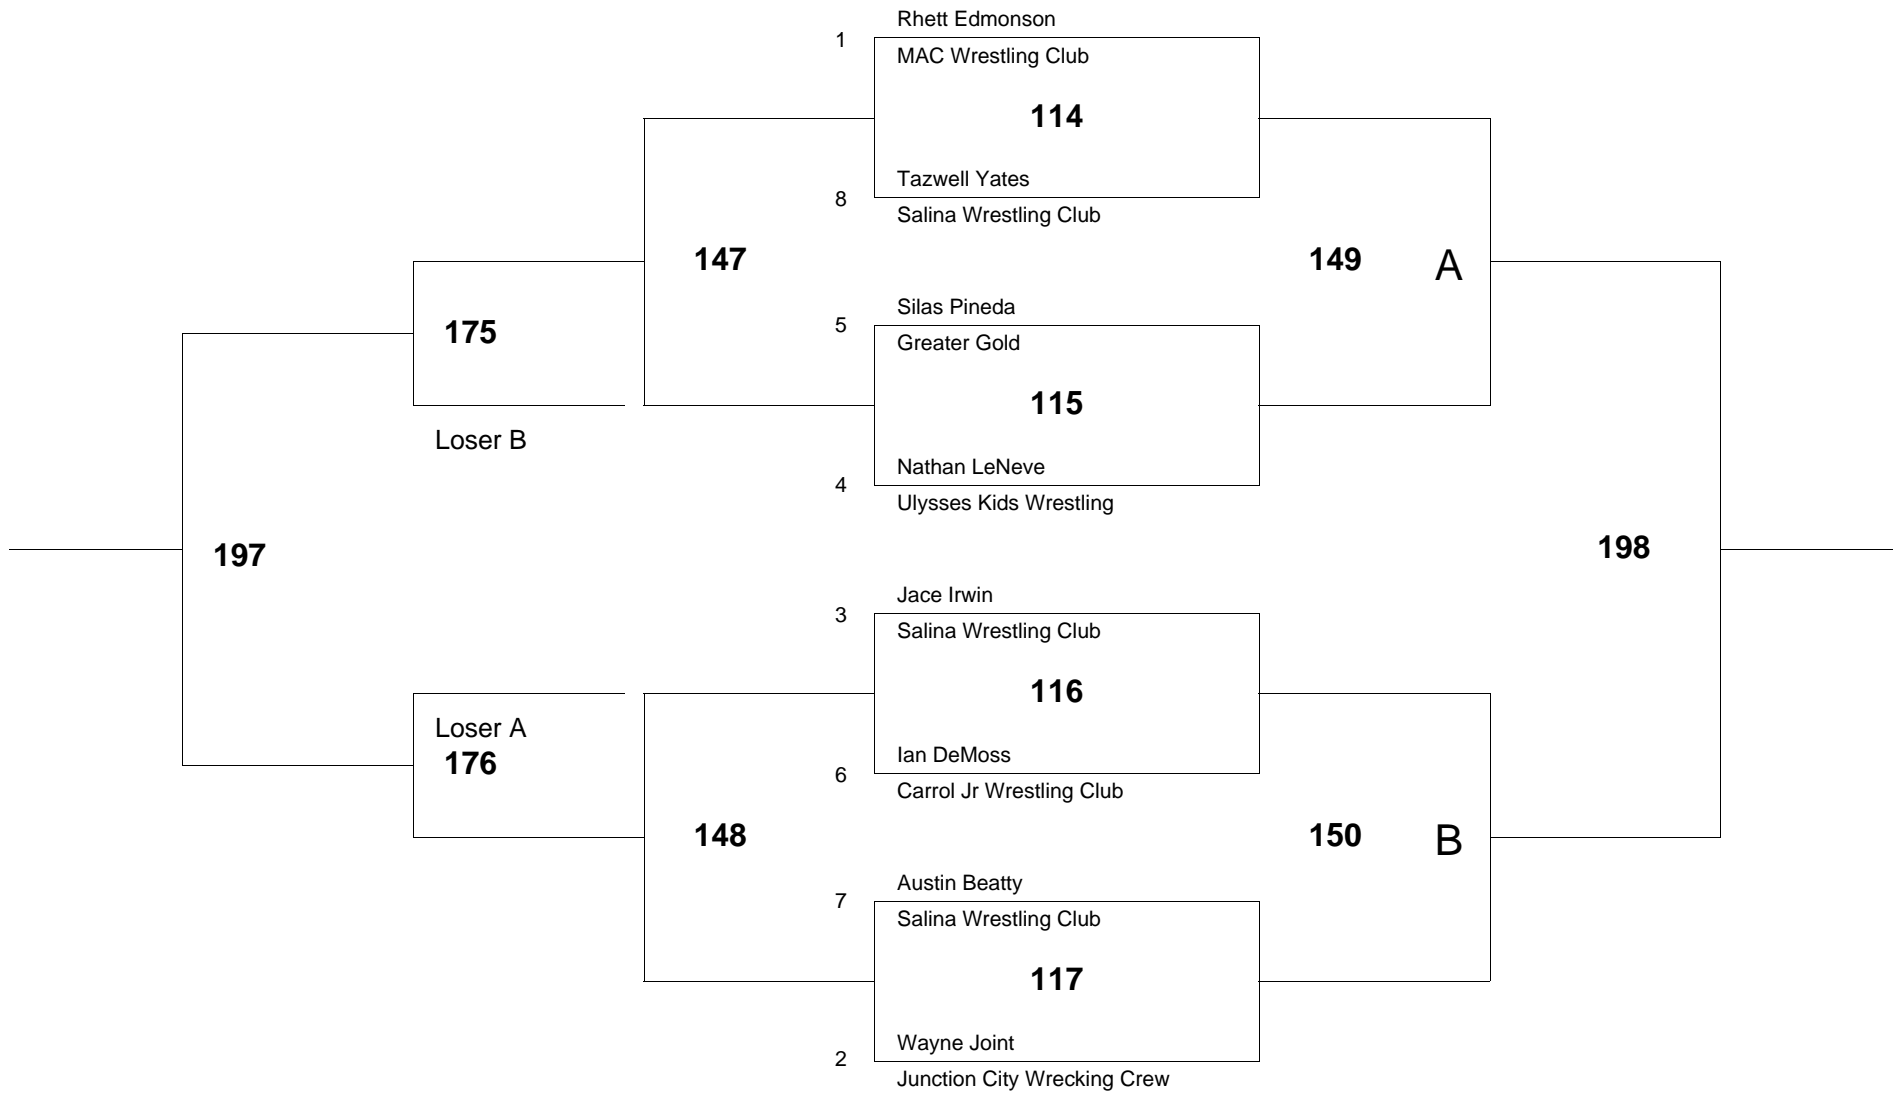 Rhett Edmonson
1
MAC Wrestling Club
114
Tazwell Yates
8
Salina Wrestling Club
147
149
A
Silas Pineda
5
Greater Gold
175
115
Loser B
Nathan LeNeve
4
Ulysses Kids Wrestling
197
198
Jace Irwin
3
Salina Wrestling Club
116
Loser A
176
Ian DeMoss
6
Carrol Jr Wrestling Club
148
150
B
Austin Beatty
7
Salina Wrestling Club
117
Wayne Joint
2
Junction City Wrecking Crew